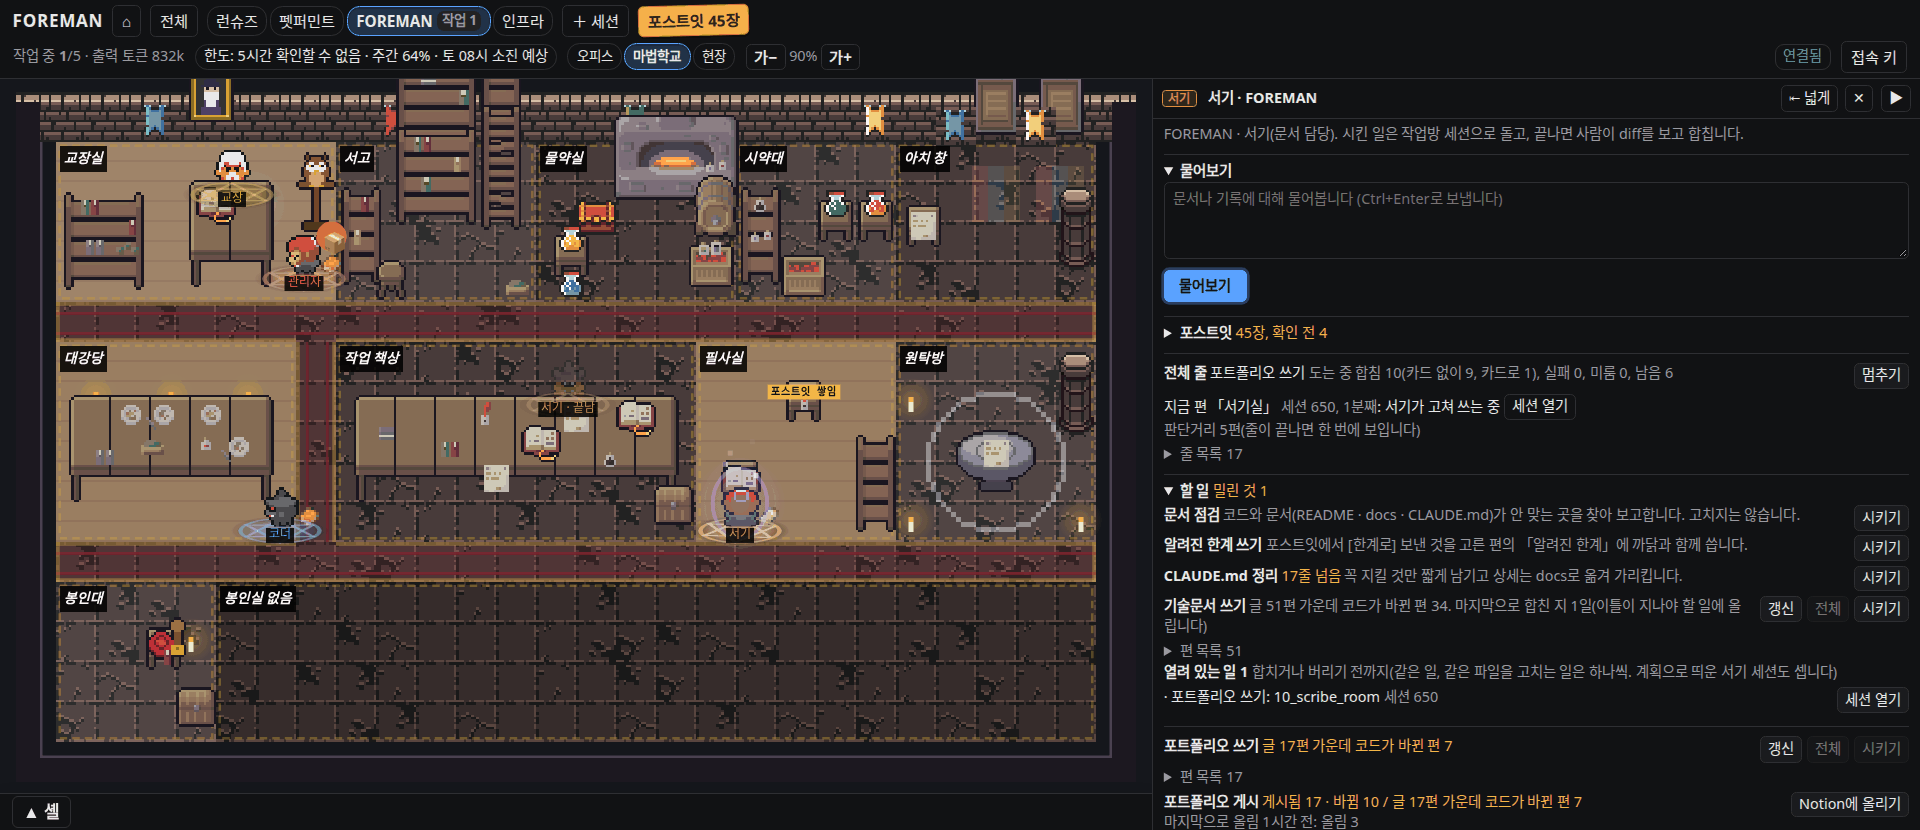 FOREMAN ⌂ 전체 런슈즈 펫퍼민트 FOREMAN 작업 1 인프라 + 세션 포스트잇 45장
작업 중 1/5 · 출력 토큰 832k 한도: 5시간 확인할 수 없음 · 주간 64% · 토 08시 소진 예상 오피스 마법학교 현장 가− 90% 가+ 연결됨 접속 키
교장실 서고 물약실 시약대 아치 창
교장
관리자
대강당 작업 책상 필사실 원탁방
포스트잇 쌓임
서기 · 끝남
코더 서기
봉인대 봉인실 없음
▲ 셸
서기 서기 · FOREMAN ⇤ 넓게 ✕ ▶
FOREMAN · 서기(문서 담당). 시킨 일은 작업방 세션으로 돌고, 끝나면 사람이 diff를 보고 합칩니다.
▼ 물어보기
문서나 기록에 대해 물어봅니다 (Ctrl+Enter로 보냅니다)
물어보기
▶ 포스트잇 45장, 확인 전 4
전체 줄 포트폴리오 쓰기 도는 중 합침 10(카드 없이 9, 카드로 1), 실패 0, 미룸 0, 남음 6 멈추기
지금 편 「서기실」 세션 650, 1분째: 서기가 고쳐 쓰는 중 세션 열기
판단거리 5편(줄이 끝나면 한 번에 보입니다)
▶ 줄 목록 17
▼ 할 일 밀린 것 1
문서 점검 코드와 문서(README · docs · CLAUDE.md)가 안 맞는 곳을 찾아 보고합니다. 고치지는 않습니다. 시키기
알려진 한계 쓰기 포스트잇에서 [한계로] 보낸 것을 고른 편의 「알려진 한계」에 까닭과 함께 씁니다. 시키기
CLAUDE.md 정리 17줄 넘음 꼭 지킬 것만 짧게 남기고 상세는 docs로 옮겨 가리킵니다. 시키기
기술문서 쓰기 글 51편 가운데 코드가 바뀐 편 34. 마지막으로 합친 지 1일(이틀이 지나야 할 일에 올 갱신 전체 시키기
립니다)
▶ 편 목록 51
열려 있는 일 1 합치거나 버리기 전까지(같은 일, 같은 파일을 고치는 일은 하나씩. 계획으로 띄운 서기 세션도 셉니다)
· 포트폴리오 쓰기: 10_scribe_room 세션 650 세션 열기
포트폴리오 쓰기 글 17편 가운데 코드가 바뀐 편 7 갱신 전체 시키기
▶ 편 목록 17
포트폴리오 게시 게시됨 17 · 바뀜 10 / 글 17편 가운데 코드가 바뀐 편 7 Notion에 올리기
마지막으로 올림 1시간 전: 올림 3